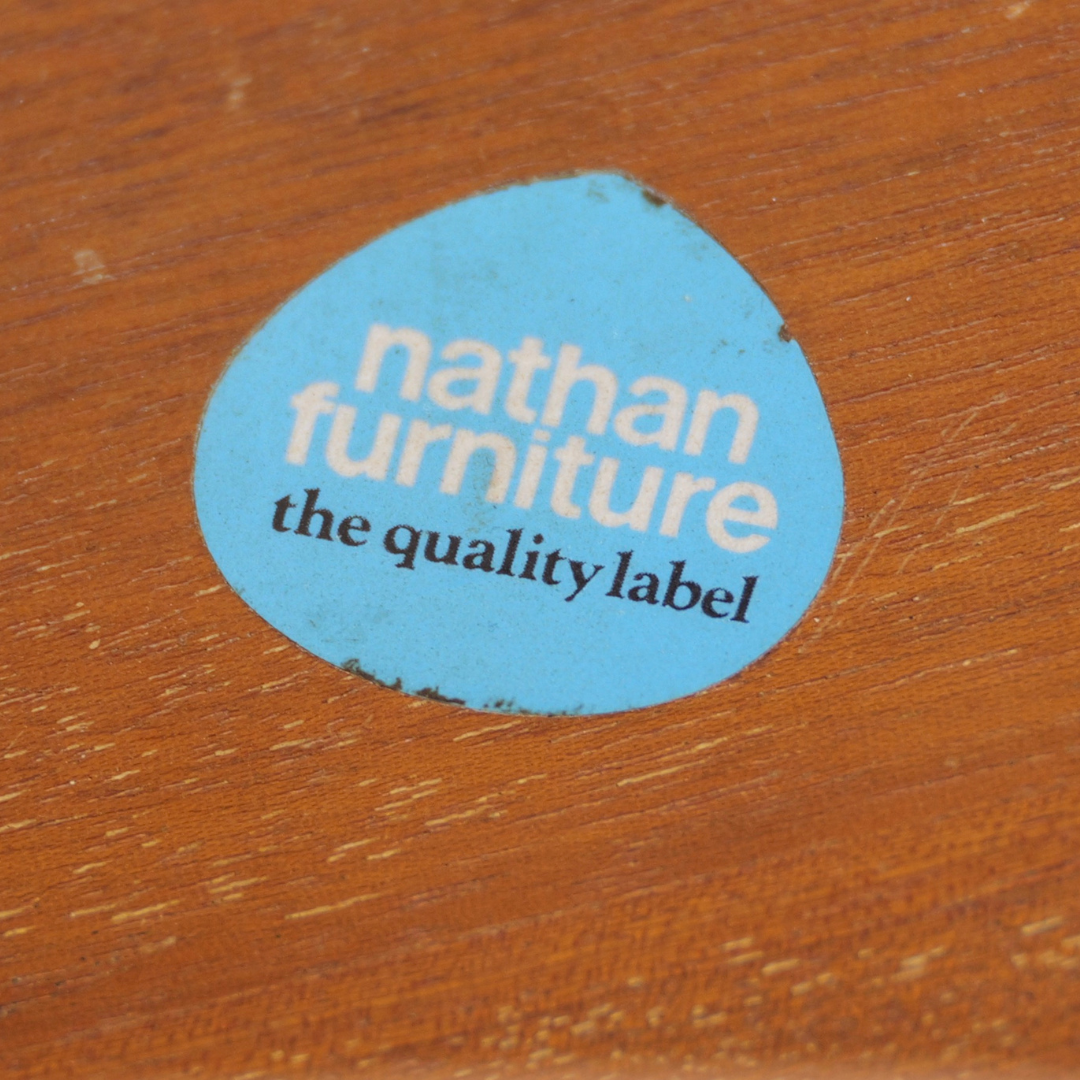 nathan
furniture
the quality label